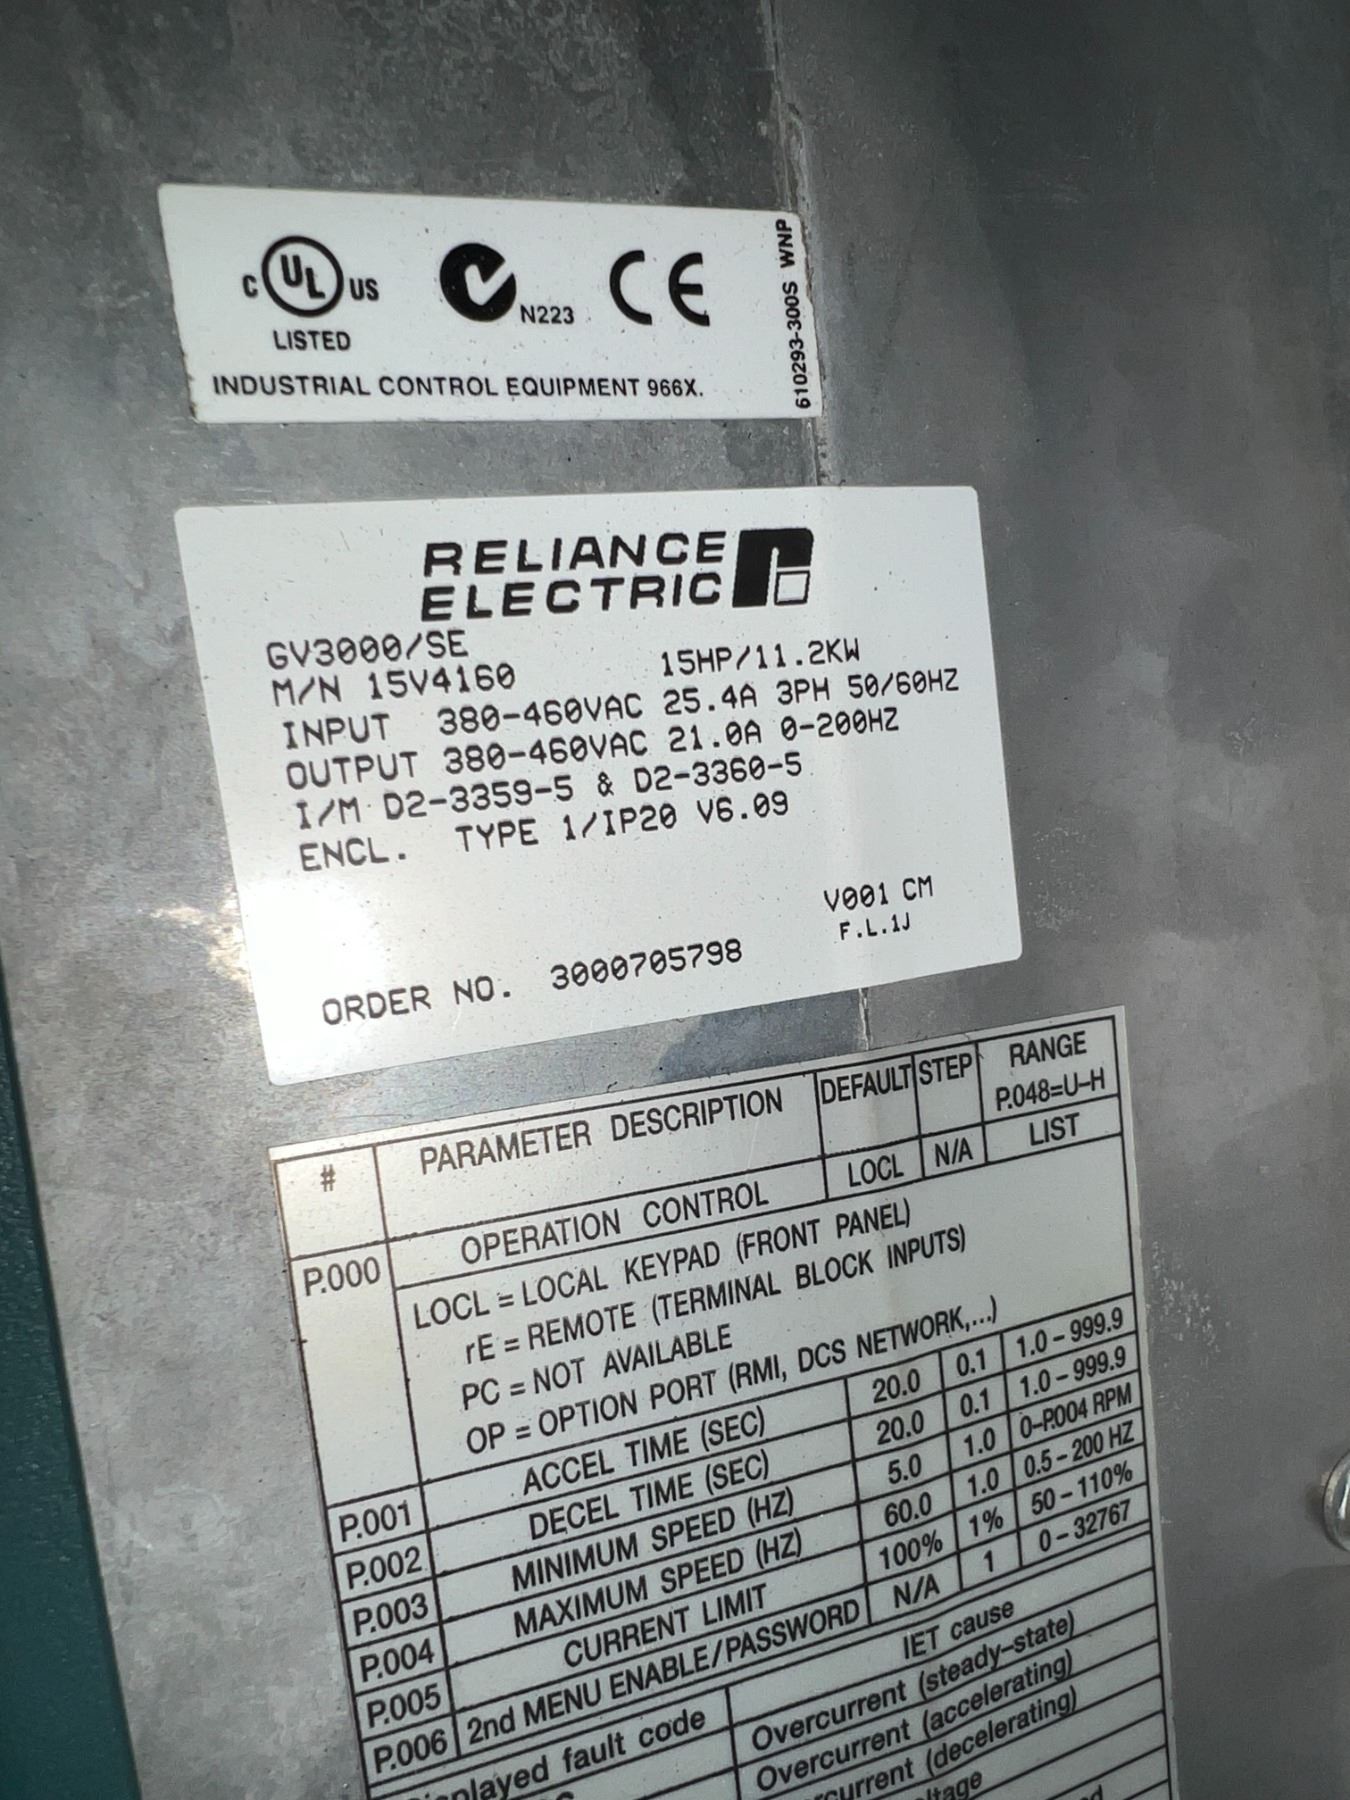 C UL US
LISTED
N223
CE
INDUSTRIAL CONTROL EQUIPMENT 966X.
610293-300S WNP
RELIANCE
ELECTRIC
GV3000/SE
M/N 15V4160 15HP/11.2KW
INPUT 380-460VAC 25.4A 3PH 50/60HZ
OUTPUT 380-460VAC 21.0A 0-200HZ
I/M D2-3359-5 & D2-3360-5
ENCL. TYPE 1/IP20 V6.09
V001 CM
F.L.1J
ORDER NO. 3000705798
# PARAMETER DESCRIPTION DEFAULT STEP RANGE
P.048=U-H
P.000 OPERATION CONTROL LOCL N/A LIST
LOCL = LOCAL KEYPAD (FRONT PANEL)
rE = REMOTE (TERMINAL BLOCK INPUTS)
PC = NOT AVAILABLE
OP = OPTION PORT (RMI, DCS NETWORK,...)
P.001 ACCEL TIME (SEC) 20.0 0.1 1.0 - 999.9
P.002 DECEL TIME (SEC) 20.0 0.1 1.0 - 999.9
P.003 MINIMUM SPEED (HZ) 5.0 1.0 0-P.004 RPM
P.004 MAXIMUM SPEED (HZ) 60.0 1.0 0.5 - 200 HZ
P.005 CURRENT LIMIT 100% 1% 50 - 110%
P.006 2nd MENU ENABLE/PASSWORD N/A 1 0 - 32767
fault code IET cause
Overcurrent (steady-state)
Overcurrent (accelerating)
(decelerating)